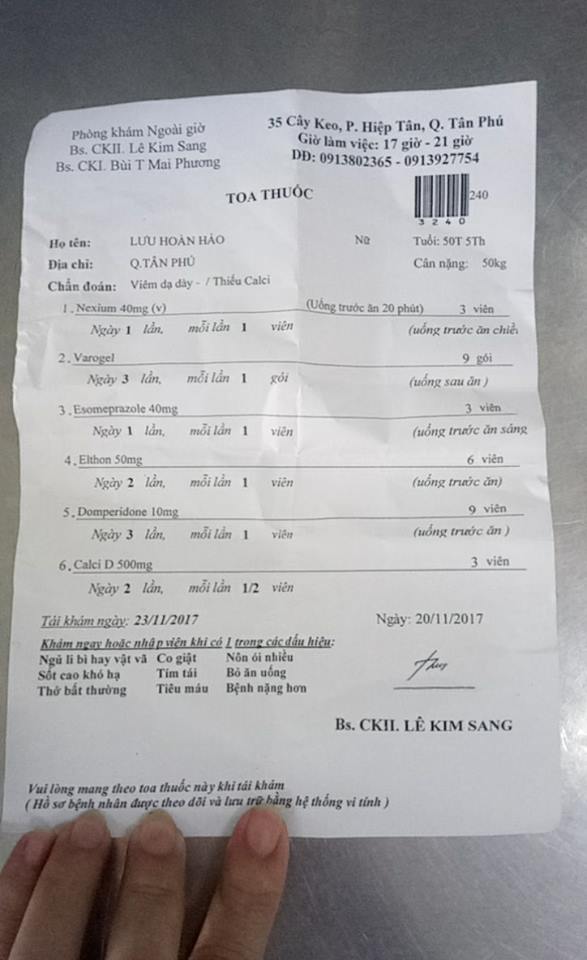 Phòng khám Ngoài giờ
Bs. CKII. Lê Kim Sang
Bs. CKI. Bùi T Mai Phương
35 Cây Keo, P. Hiệp Tân, Q. Tân Phú
Giờ làm việc: 17 giờ - 21 giờ
DĐ: 0913802365 - 0913927754
TOA THUỐC
240
3 2 4 0
Họ tên: LƯU HOÀN HẢO Nữ Tuổi: 50T 5Th
Địa chỉ: Q.TÂN PHÚ Cân nặng: 50kg
Chẩn đoán: Viêm dạ dày - / Thiếu Calci
1. Nexium 40mg (v) (Uống trước ăn 20 phút) 3 viên
Ngày 1 lần, mỗi lần 1 viên (uống trước ăn chiề
2. Varogel 9 gói
Ngày 3 lần, mỗi lần 1 gói (uống sau ăn )
3. Esomeprazole 40mg 3 viên
Ngày 1 lần, mỗi lần 1 viên (uống trước ăn sáng
4. Elthon 50mg 6 viên
Ngày 2 lần, mỗi lần 1 viên (uống trước ăn)
5. Domperidone 10mg 9 viên
Ngày 3 lần, mỗi lần 1 viên (uống trước ăn )
6. Calci D 500mg 3 viên
Ngày 2 lần, mỗi lần 1/2 viên
Tái khám ngày: 23/11/2017 Ngày: 20/11/2017
Khám ngay hoặc nhập viện khi có 1 trong các dấu hiệu:
Ngủ li bì hay vật vã Co giật Nôn ói nhiều
Sốt cao khó hạ Tím tái Bỏ ăn uống
Thở bất thường Tiêu máu Bệnh nặng hơn
Bs. CKII. LÊ KIM SANG
Vui lòng mang theo toa thuốc này khi tái khám
( Hồ sơ bệnh nhân được theo dõi và lưu trữ bằng hệ thống vi tính )